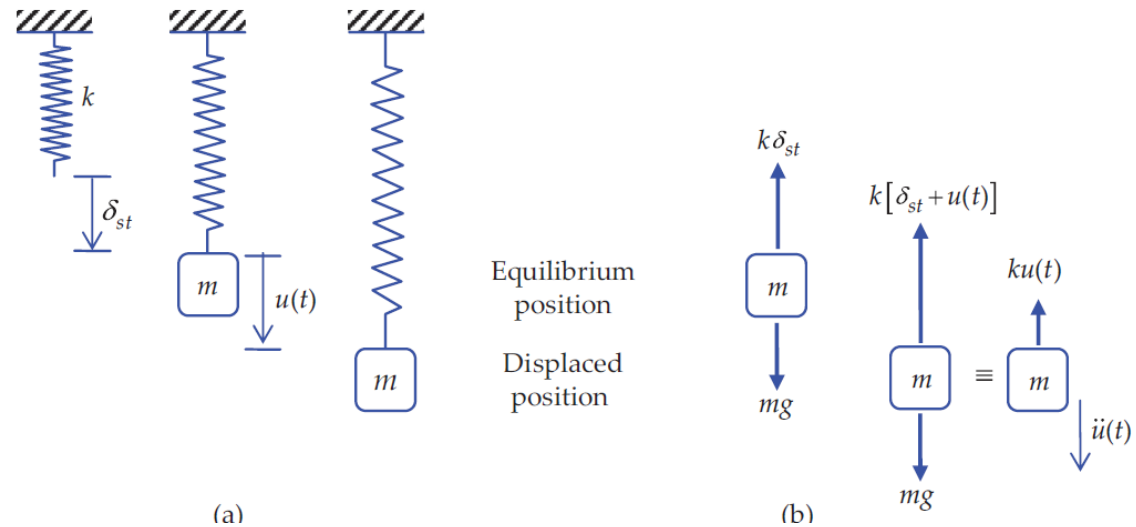 k
δst
m
u(t)
m
Equilibrium
position
Displaced
position
(a)
kδst
m
mg
k[δst+u(t)]
m
mg
≡
ku(t)
m
ü(t)
(b)